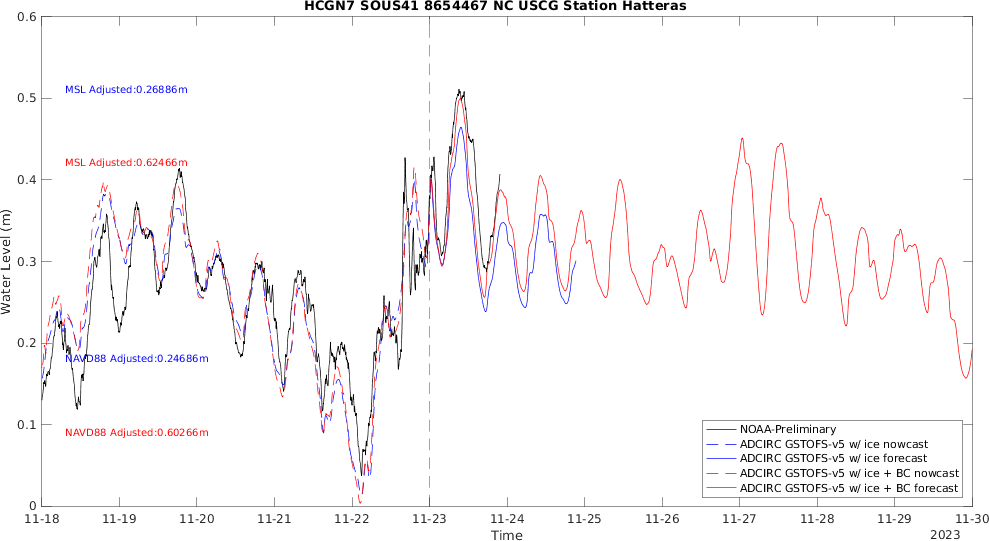 HCGN7 SOUS41 8654467 NC USCG Station Hatteras
0.6
0.5
0.4
0.3
0.2
0.1
0
Water Level (m)
MSL Adjusted:0.26886m
MSL Adjusted:0.62466m
NAVD88 Adjusted:0.24686m
NAVD88 Adjusted:0.60266m
NOAA-Preliminary
ADCIRC GSTOFS-v5 w/ ice nowcast
ADCIRC GSTOFS-v5 w/ ice forecast
ADCIRC GSTOFS-v5 w/ ice + BC nowcast
ADCIRC GSTOFS-v5 w/ ice + BC forecast
11-18 11-19 11-20 11-21 11-22 11-23 11-24 11-25 11-26 11-27 11-28 11-29 11-30
Time
2023